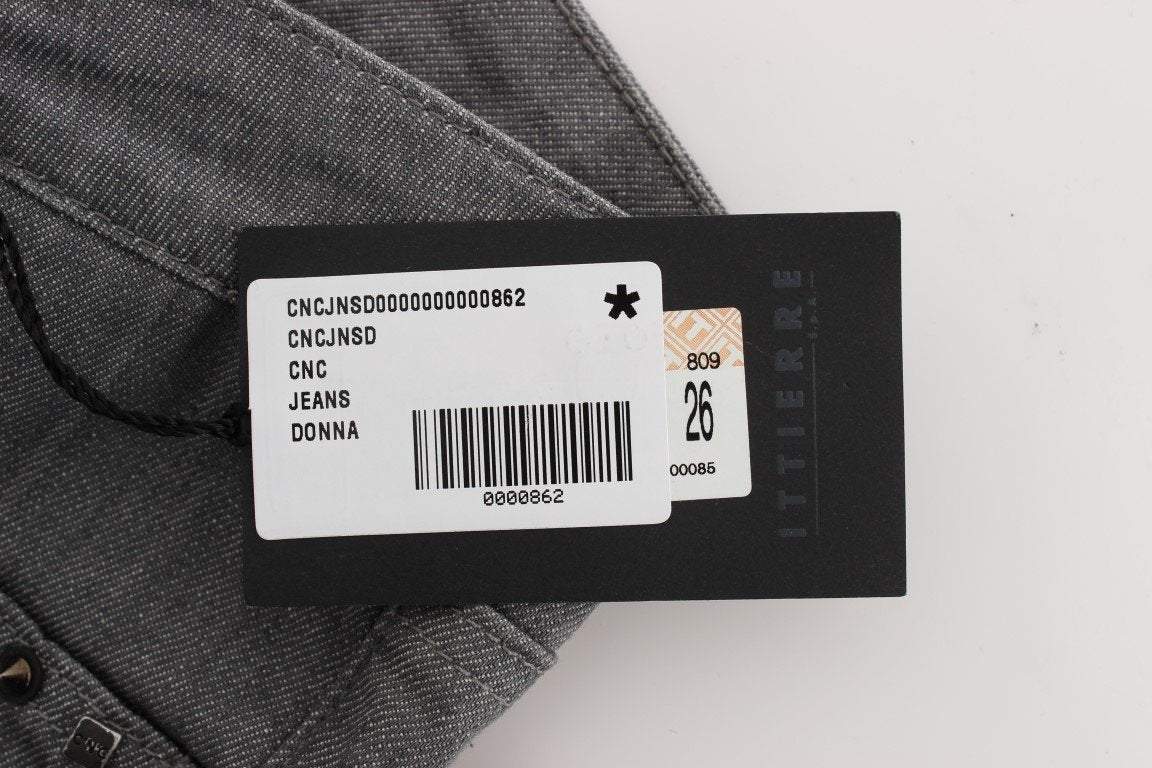 CNCJNSD0000000000862
CNCJNSD
CNC
JEANS
DONNA
*
0000862
809
26
00085
ITTIERRE
S.P.A.